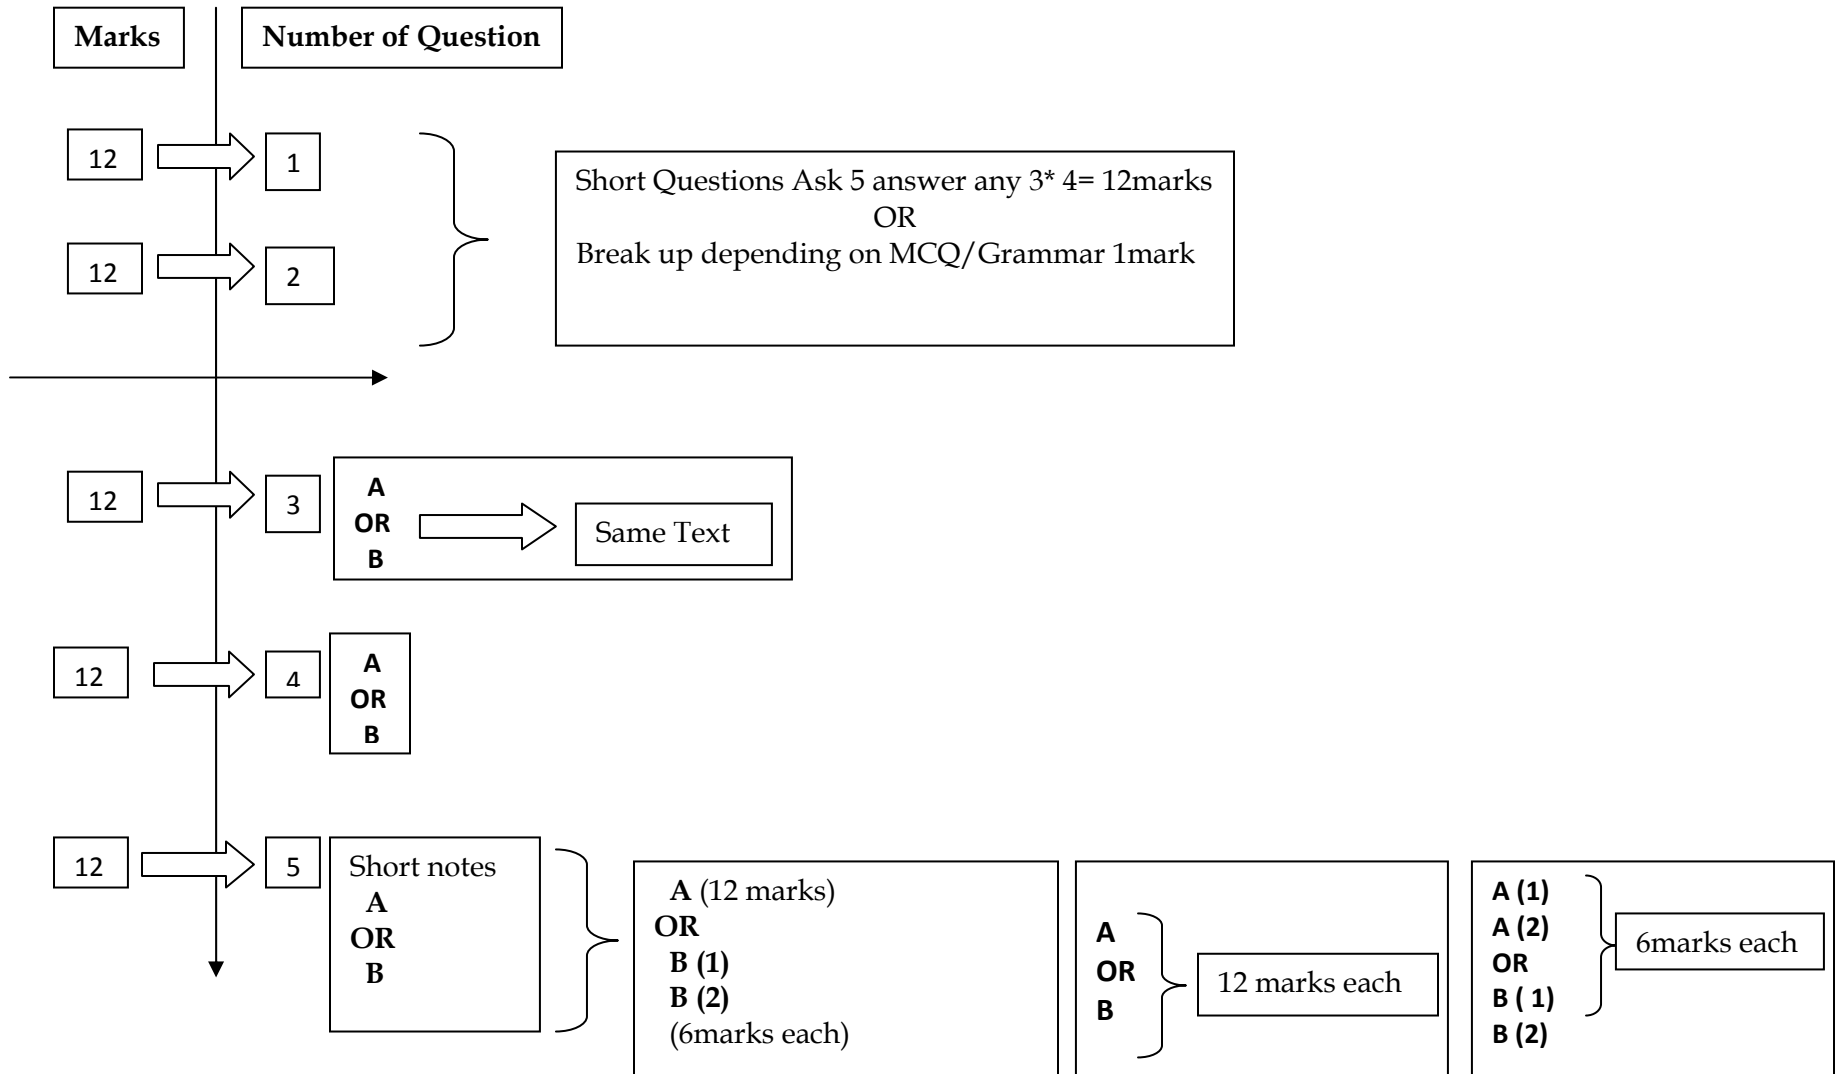 Marks
Number of Question
12
1
Short Questions Ask 5 answer any 3* 4= 12marks
OR
Break up depending on MCQ/Grammar 1mark
12
2
12
3
A
OR
B
Same Text
12
4
A
OR
B
12
5
Short notes
A
OR
B
A (12 marks)
OR
B (1)
B (2)
(6marks each)
A
OR
B
12 marks each
A (1)
A (2)
OR
B ( 1)
B (2)
6marks each